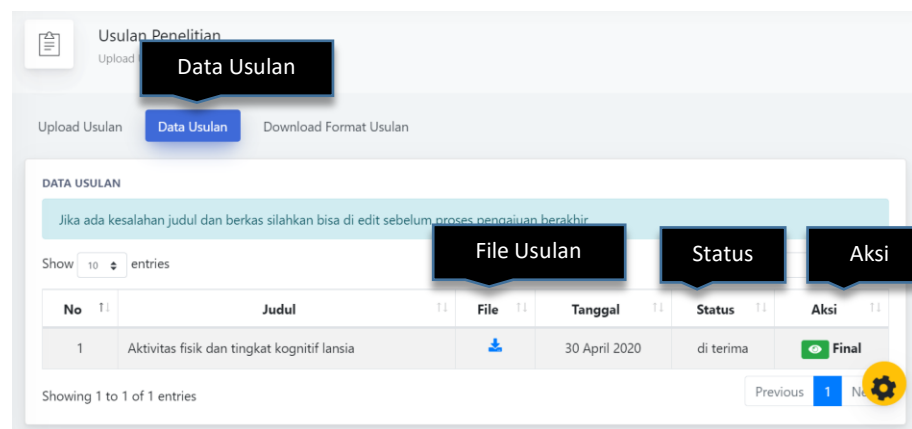 Usulan Penelitian
Upload
Data Usulan
Upload Usulan Data Usulan Download Format Usulan
DATA USULAN
Jika ada kesalahan judul dan berkas silahkan bisa di edit sebelum proses pengajuan berakhir
File Usulan Status Aksi
Show 10 entries
No Judul File Tanggal Status Aksi
1 Aktivitas fisik dan tingkat kognitif lansia 30 April 2020 di terima Final
Showing 1 to 1 of 1 entries
Previous 1